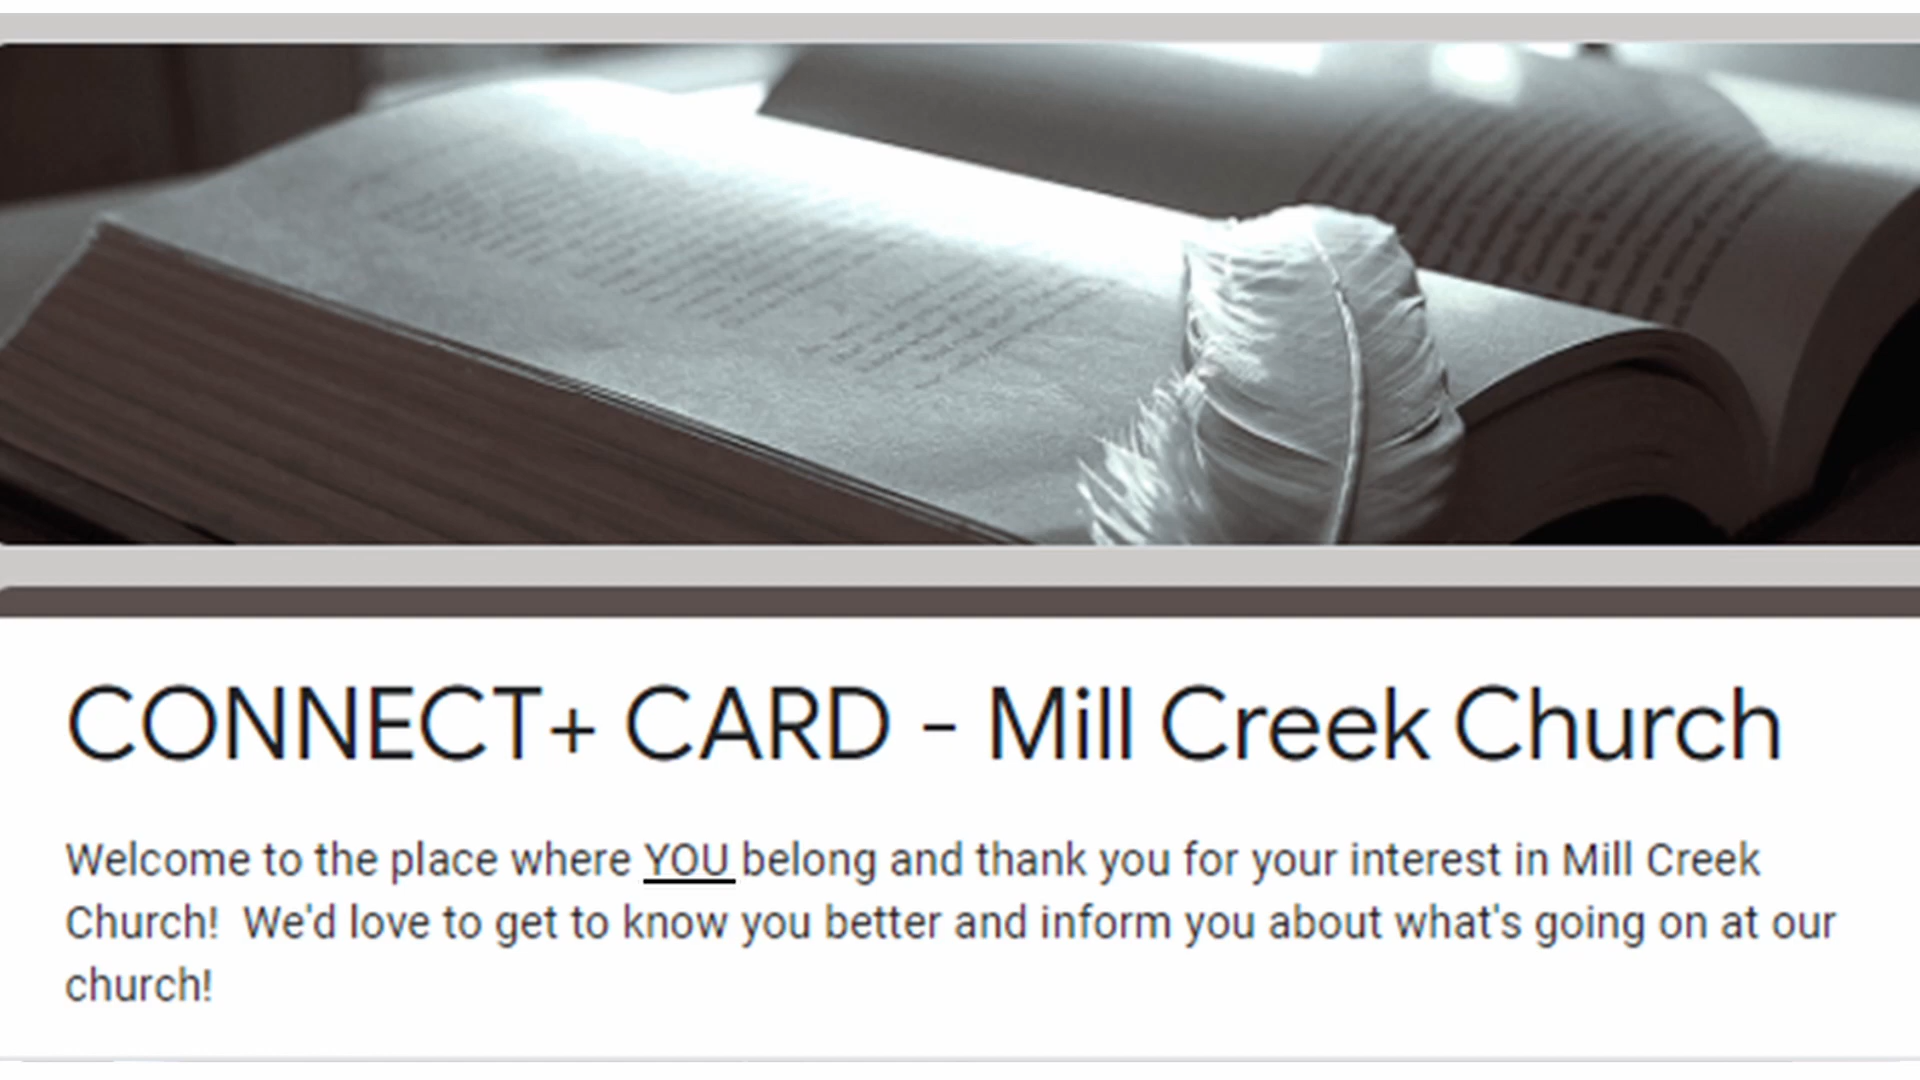 CONNECT+ CARD - Mill Creek Church
Welcome to the place where YOU belong and thank you for your interest in Mill Creek
Church!  We'd love to get to know you better and inform you about what's going on at our
church!